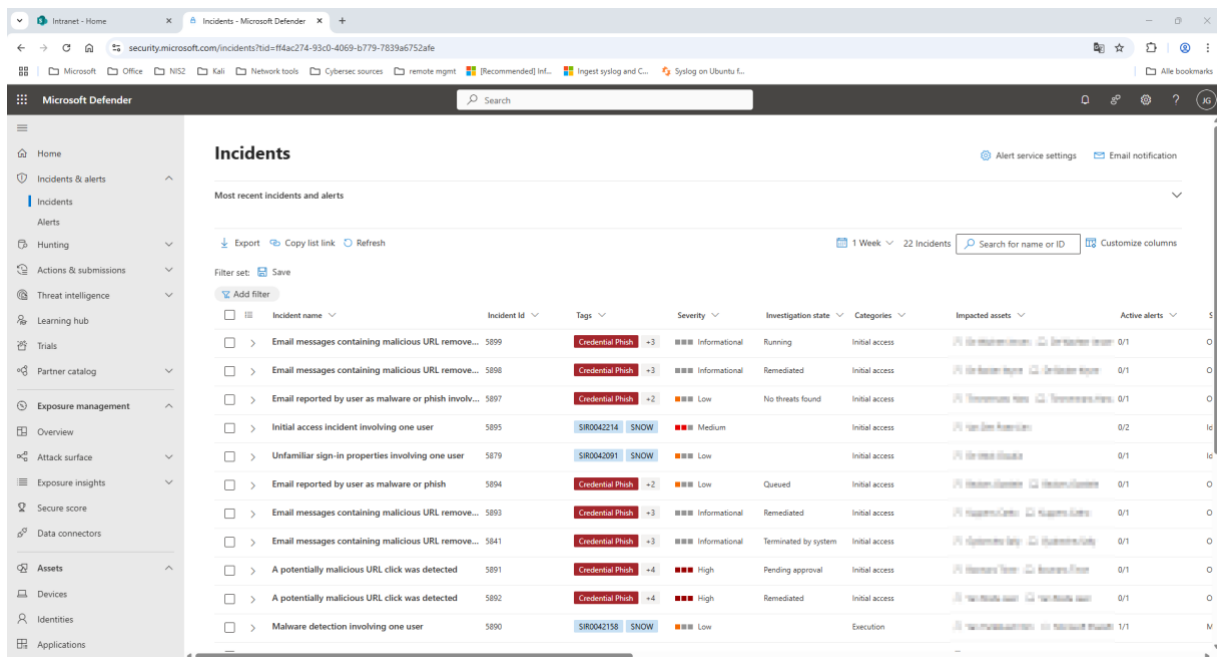 Intranet - Home
Incidents - Microsoft Defender
security.microsoft.com/incidents?tid=ff4ac274-93c0-4069-b779-7839a6752afe
Microsoft Office NIS2 Kali Network tools Cybersec sources remote mgmt [Recommended] Inf... Ingest syslog and C... Syslog on Ubuntu f... Alle bookmarks
Microsoft Defender Search JG
Home
Incidents & alerts
Incidents
Alerts
Hunting
Actions & submissions
Threat intelligence
Learning hub
Trials
Partner catalog
Exposure management
Overview
Attack surface
Exposure insights
Secure score
Data connectors
Assets
Devices
Identities
Applications
Incidents
Alert service settings Email notification
Most recent incidents and alerts
Export Copy list link Refresh 1 Week 22 Incidents Search for name or ID Customize columns
Filter set: Save
Add filter
Incident name Incident Id Tags Severity Investigation state Categories Impacted assets Active alerts S
Email messages containing malicious URL remove... 5899 Credential Phish +3 Informational Running Initial access 0/1 O
Email messages containing malicious URL remove... 5898 Credential Phish +3 Informational Remediated Initial access 0/1 O
Email reported by user as malware or phish involv... 5897 Credential Phish +2 Low No threats found Initial access 0/1 O
Initial access incident involving one user 5895 SIR0042214 SNOW Medium Initial access 0/2 Id
Unfamiliar sign-in properties involving one user 5879 SIR0042091 SNOW Low Initial access 0/1 Id
Email reported by user as malware or phish 5894 Credential Phish +2 Low Queued Initial access 0/1 O
Email messages containing malicious URL remove... 5893 Credential Phish +3 Informational Remediated Initial access 0/1 O
Email messages containing malicious URL remove... 5841 Credential Phish +3 Informational Terminated by system Initial access 0/1 O
A potentially malicious URL click was detected 5891 Credential Phish +4 High Pending approval Initial access 0/1 O
A potentially malicious URL click was detected 5892 Credential Phish +4 High Remediated Initial access 0/1 O
Malware detection involving one user 5890 SIR0042158 SNOW Low Execution 1/1 M